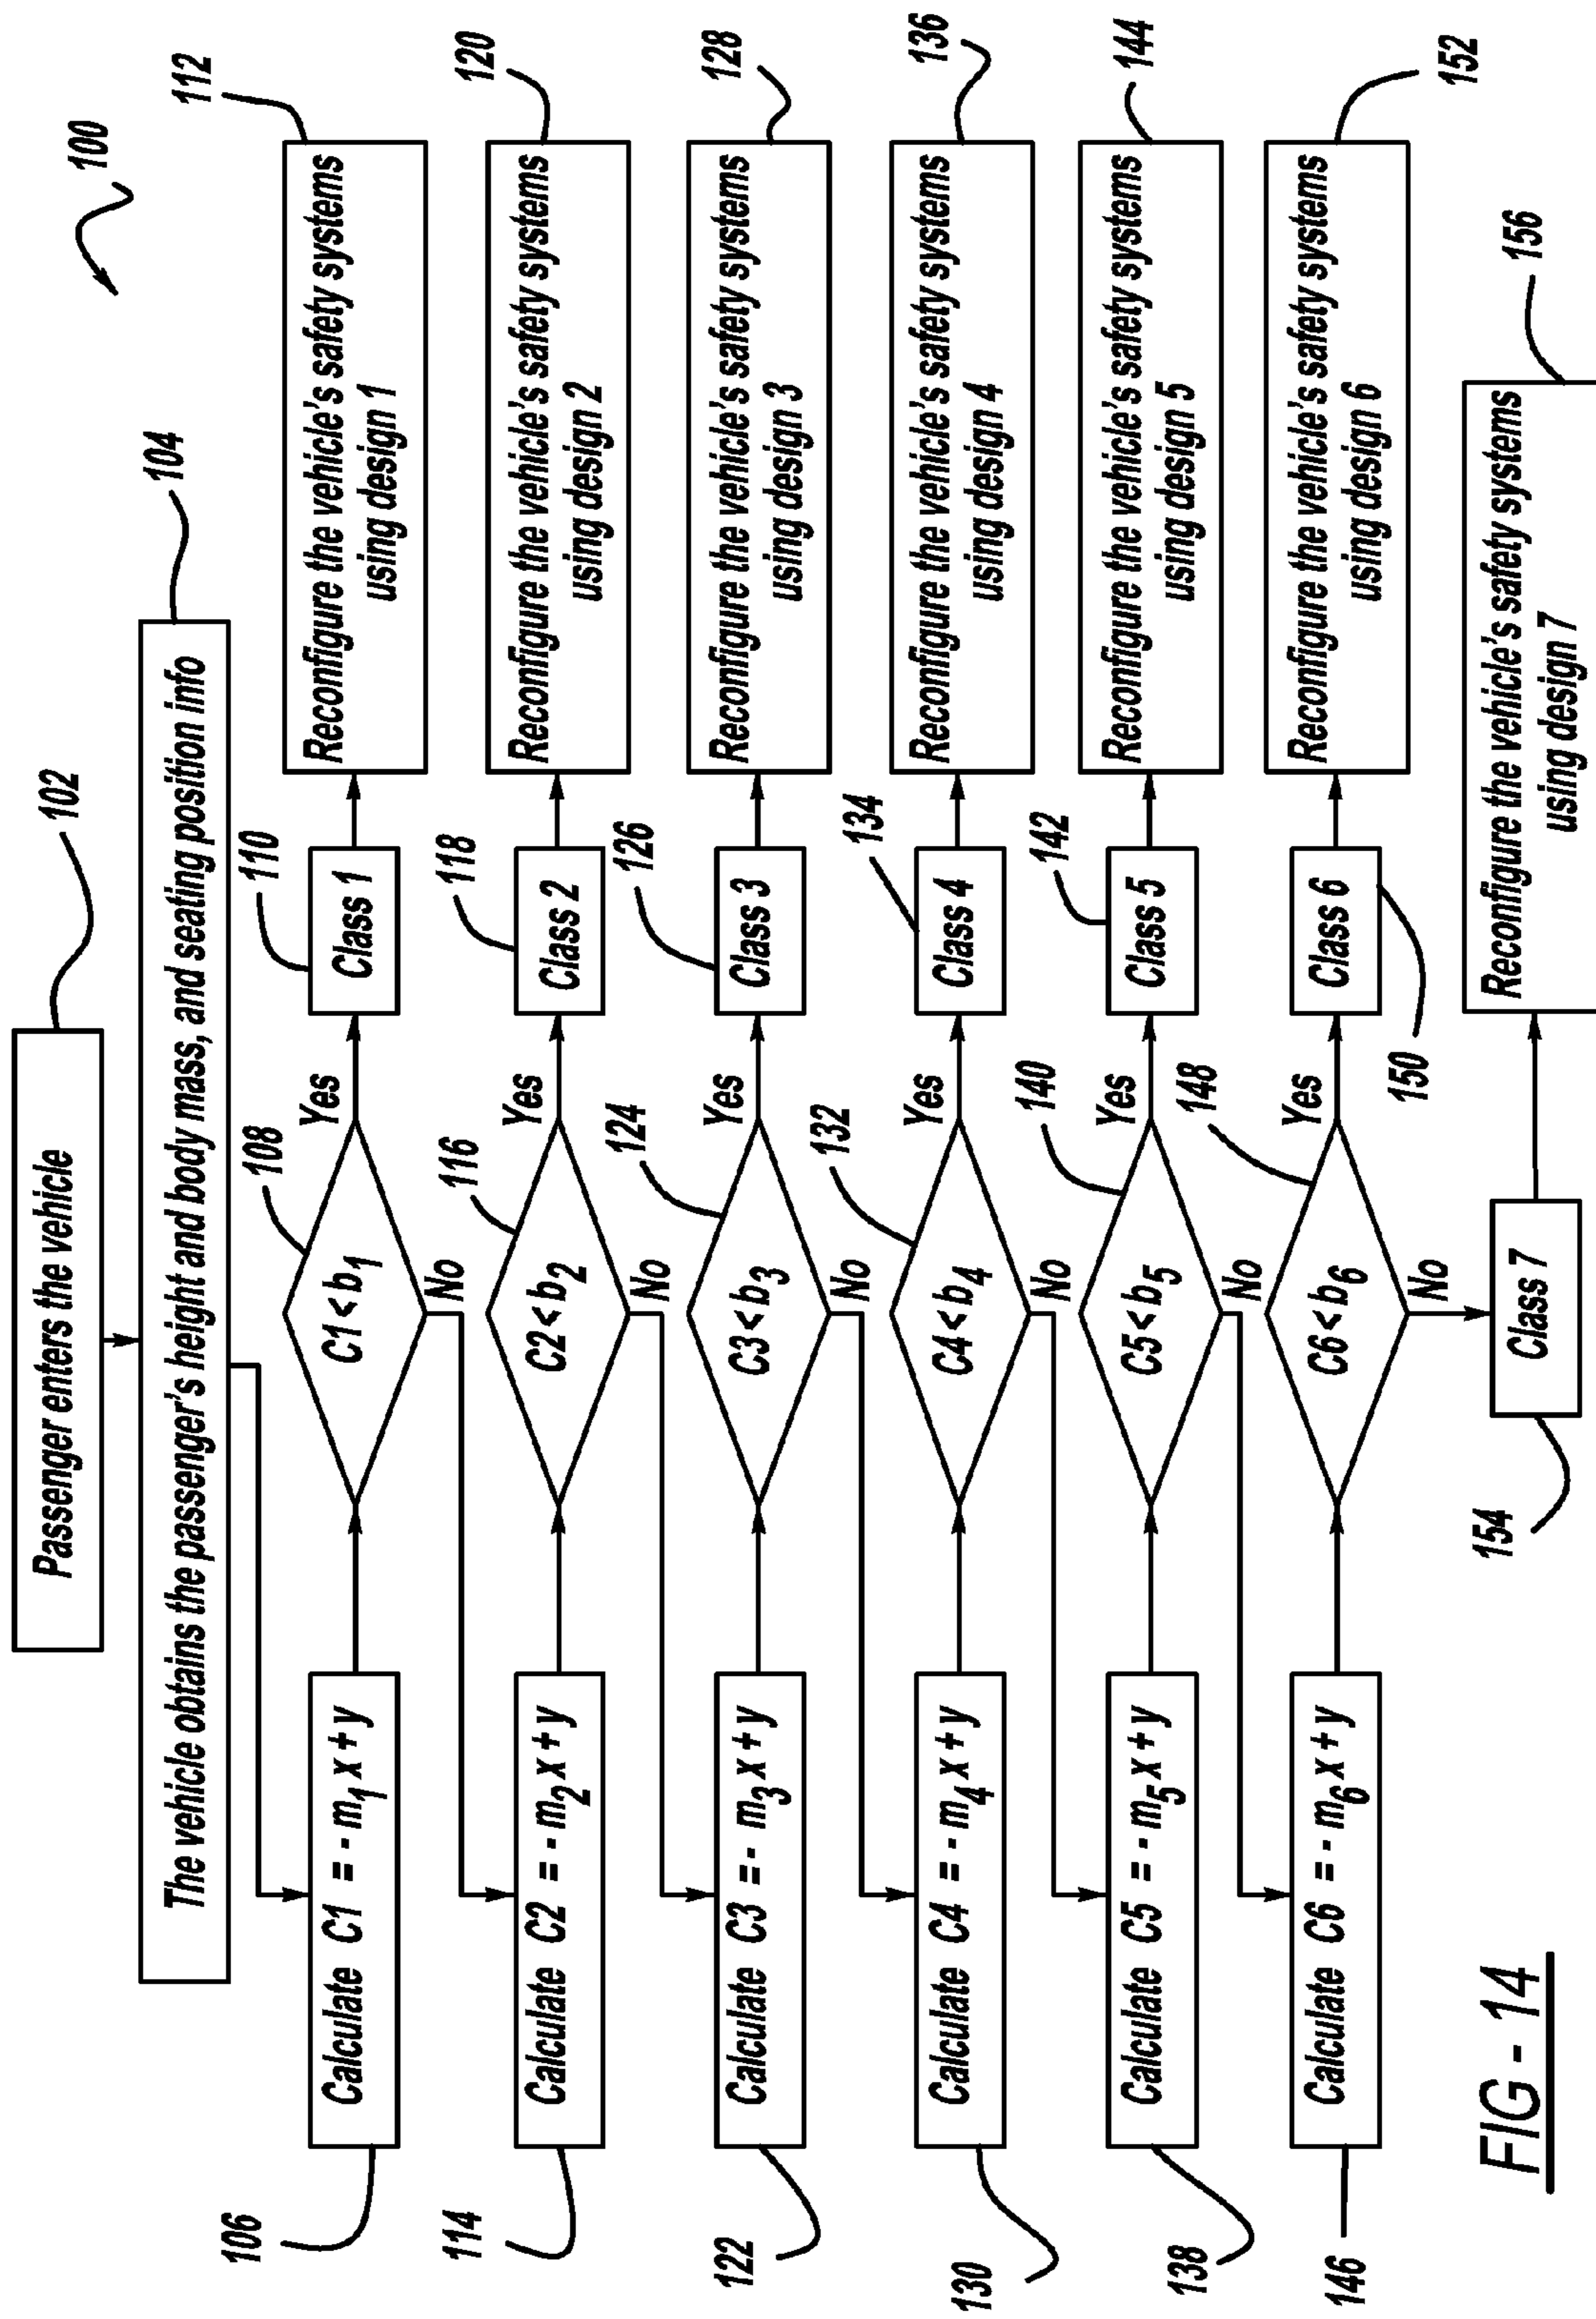 100
Passenger enters the vehicle
102
The vehicle obtains the passenger's height and body mass, and seating position info
104
106
Calculate C1 = - m1 x + y
C1 < b1
108
Yes
No
Class 1
110
Reconfigure the vehicle's safety systems
using design 1
112
114
Calculate C2 = - m2 x + y
C2 < b2
116
Yes
No
Class 2
118
Reconfigure the vehicle's safety systems
using design 2
120
122
Calculate C3 = - m3 x + y
C3 < b3
124
Yes
No
Class 3
126
Reconfigure the vehicle's safety systems
using design 3
128
130
Calculate C4 = - m4 x + y
C4 < b4
132
Yes
No
Class 4
134
Reconfigure the vehicle's safety systems
using design 4
136
138
Calculate C5 = - m5 x + y
C5 < b5
140
Yes
No
Class 5
142
Reconfigure the vehicle's safety systems
using design 5
144
146
Calculate C6 = - m6 x + y
C6 < b6
148
Yes
No
Class 6
150
Reconfigure the vehicle's safety systems
using design 6
152
154
Class 7
Reconfigure the vehicle's safety systems
using design 7
156
FIG - 14